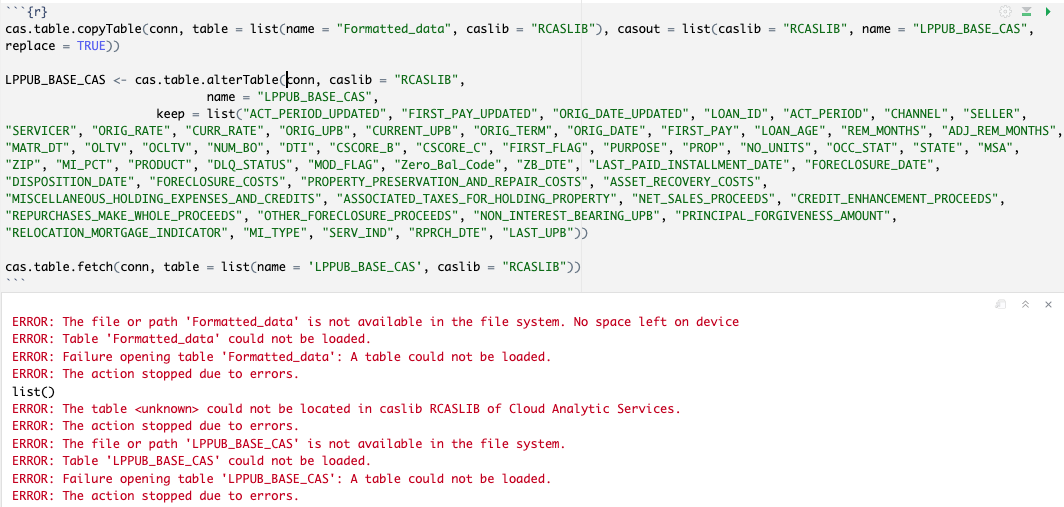 ```{r}
cas.table.copyTable(conn, table = list(name = "Formatted_data", caslib = "RCASLIB"), casout = list(caslib = "RCASLIB", name = "LPPUB_BASE_CAS",
replace = TRUE))
LPPUB_BASE_CAS <- cas.table.alterTable(conn, caslib = "RCASLIB",
name = "LPPUB_BASE_CAS",
keep = list("ACT_PERIOD_UPDATED", "FIRST_PAY_UPDATED", "ORIG_DATE_UPDATED", "LOAN_ID", "ACT_PERIOD", "CHANNEL", "SELLER",
"SERVICER", "ORIG_RATE", "CURR_RATE", "ORIG_UPB", "CURRENT_UPB", "ORIG_TERM", "ORIG_DATE", "FIRST_PAY", "LOAN_AGE", "REM_MONTHS", "ADJ_REM_MONTHS",
"MATR_DT", "OLTV", "OCLTV", "NUM_BO", "DTI", "CSCORE_B", "CSCORE_C", "FIRST_FLAG", "PURPOSE", "PROP", "NO_UNITS", "OCC_STAT", "STATE", "MSA",
"ZIP", "MI_PCT", "PRODUCT", "DLQ_STATUS", "MOD_FLAG", "Zero_Bal_Code", "ZB_DTE", "LAST_PAID_INSTALLMENT_DATE", "FORECLOSURE_DATE",
"DISPOSITION_DATE", "FORECLOSURE_COSTS", "PROPERTY_PRESERVATION_AND_REPAIR_COSTS", "ASSET_RECOVERY_COSTS",
"MISCELLANEOUS_HOLDING_EXPENSES_AND_CREDITS", "ASSOCIATED_TAXES_FOR_HOLDING_PROPERTY", "NET_SALES_PROCEEDS", "CREDIT_ENHANCEMENT_PROCEEDS",
"REPURCHASES_MAKE_WHOLE_PROCEEDS", "OTHER_FORECLOSURE_PROCEEDS", "NON_INTEREST_BEARING_UPB", "PRINCIPAL_FORGIVENESS_AMOUNT",
"RELOCATION_MORTGAGE_INDICATOR", "MI_TYPE", "SERV_IND", "RPRCH_DTE", "LAST_UPB"))
cas.table.fetch(conn, table = list(name = 'LPPUB_BASE_CAS', caslib = "RCASLIB"))
```
ERROR: The file or path 'Formatted_data' is not available in the file system. No space left on device
ERROR: Table 'Formatted_data' could not be loaded.
ERROR: Failure opening table 'Formatted_data': A table could not be loaded.
ERROR: The action stopped due to errors.
list()
ERROR: The table <unknown> could not be located in caslib RCASLIB of Cloud Analytic Services.
ERROR: The action stopped due to errors.
ERROR: The file or path 'LPPUB_BASE_CAS' is not available in the file system.
ERROR: Table 'LPPUB_BASE_CAS' could not be loaded.
ERROR: Failure opening table 'LPPUB_BASE_CAS': A table could not be loaded.
ERROR: The action stopped due to errors.